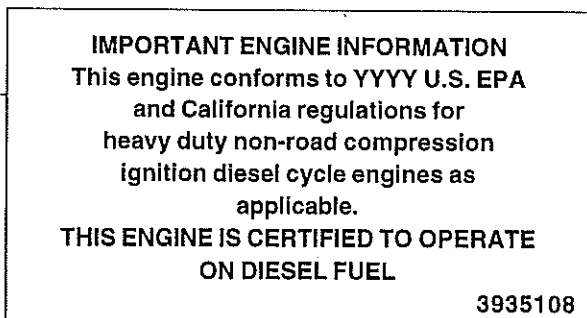 IMPORTANT ENGINE INFORMATION
This engine conforms to YYYY U.S. EPA
and California regulations for
heavy duty non-road compression
ignition diesel cycle engines as
applicable.
THIS ENGINE IS CERTIFIED TO OPERATE
ON DIESEL FUEL
3935108